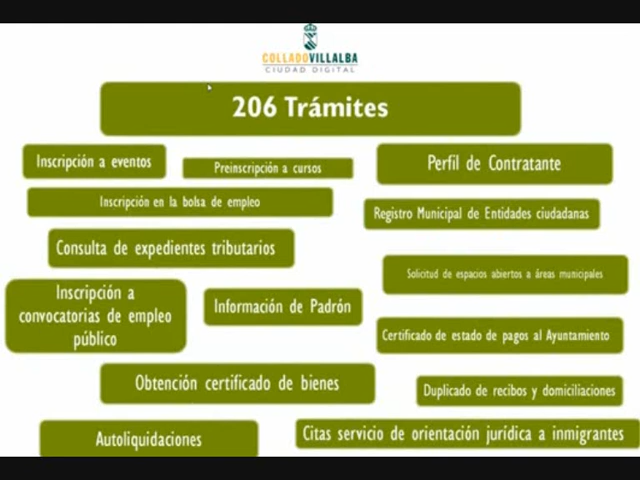 COLLADOVILLALBA
CIUDAD DIGITAL
206 Trámites
Inscripción a eventos
Preinscripción a cursos
Perfil de Contratante
Inscripción en la bolsa de empleo
Registro Municipal de Entidades ciudadanas
Consulta de expedientes tributarios
Solicitud de espacios abiertos a áreas municipales
Inscripción a
convocatorias de empleo
público
Información de Padrón
Certificado de estado de pagos al Ayuntamiento
Obtención certificado de bienes
Duplicado de recibos y domiciliaciones
Autoliquidaciones
Citas servicio de orientación jurídica a inmigrantes